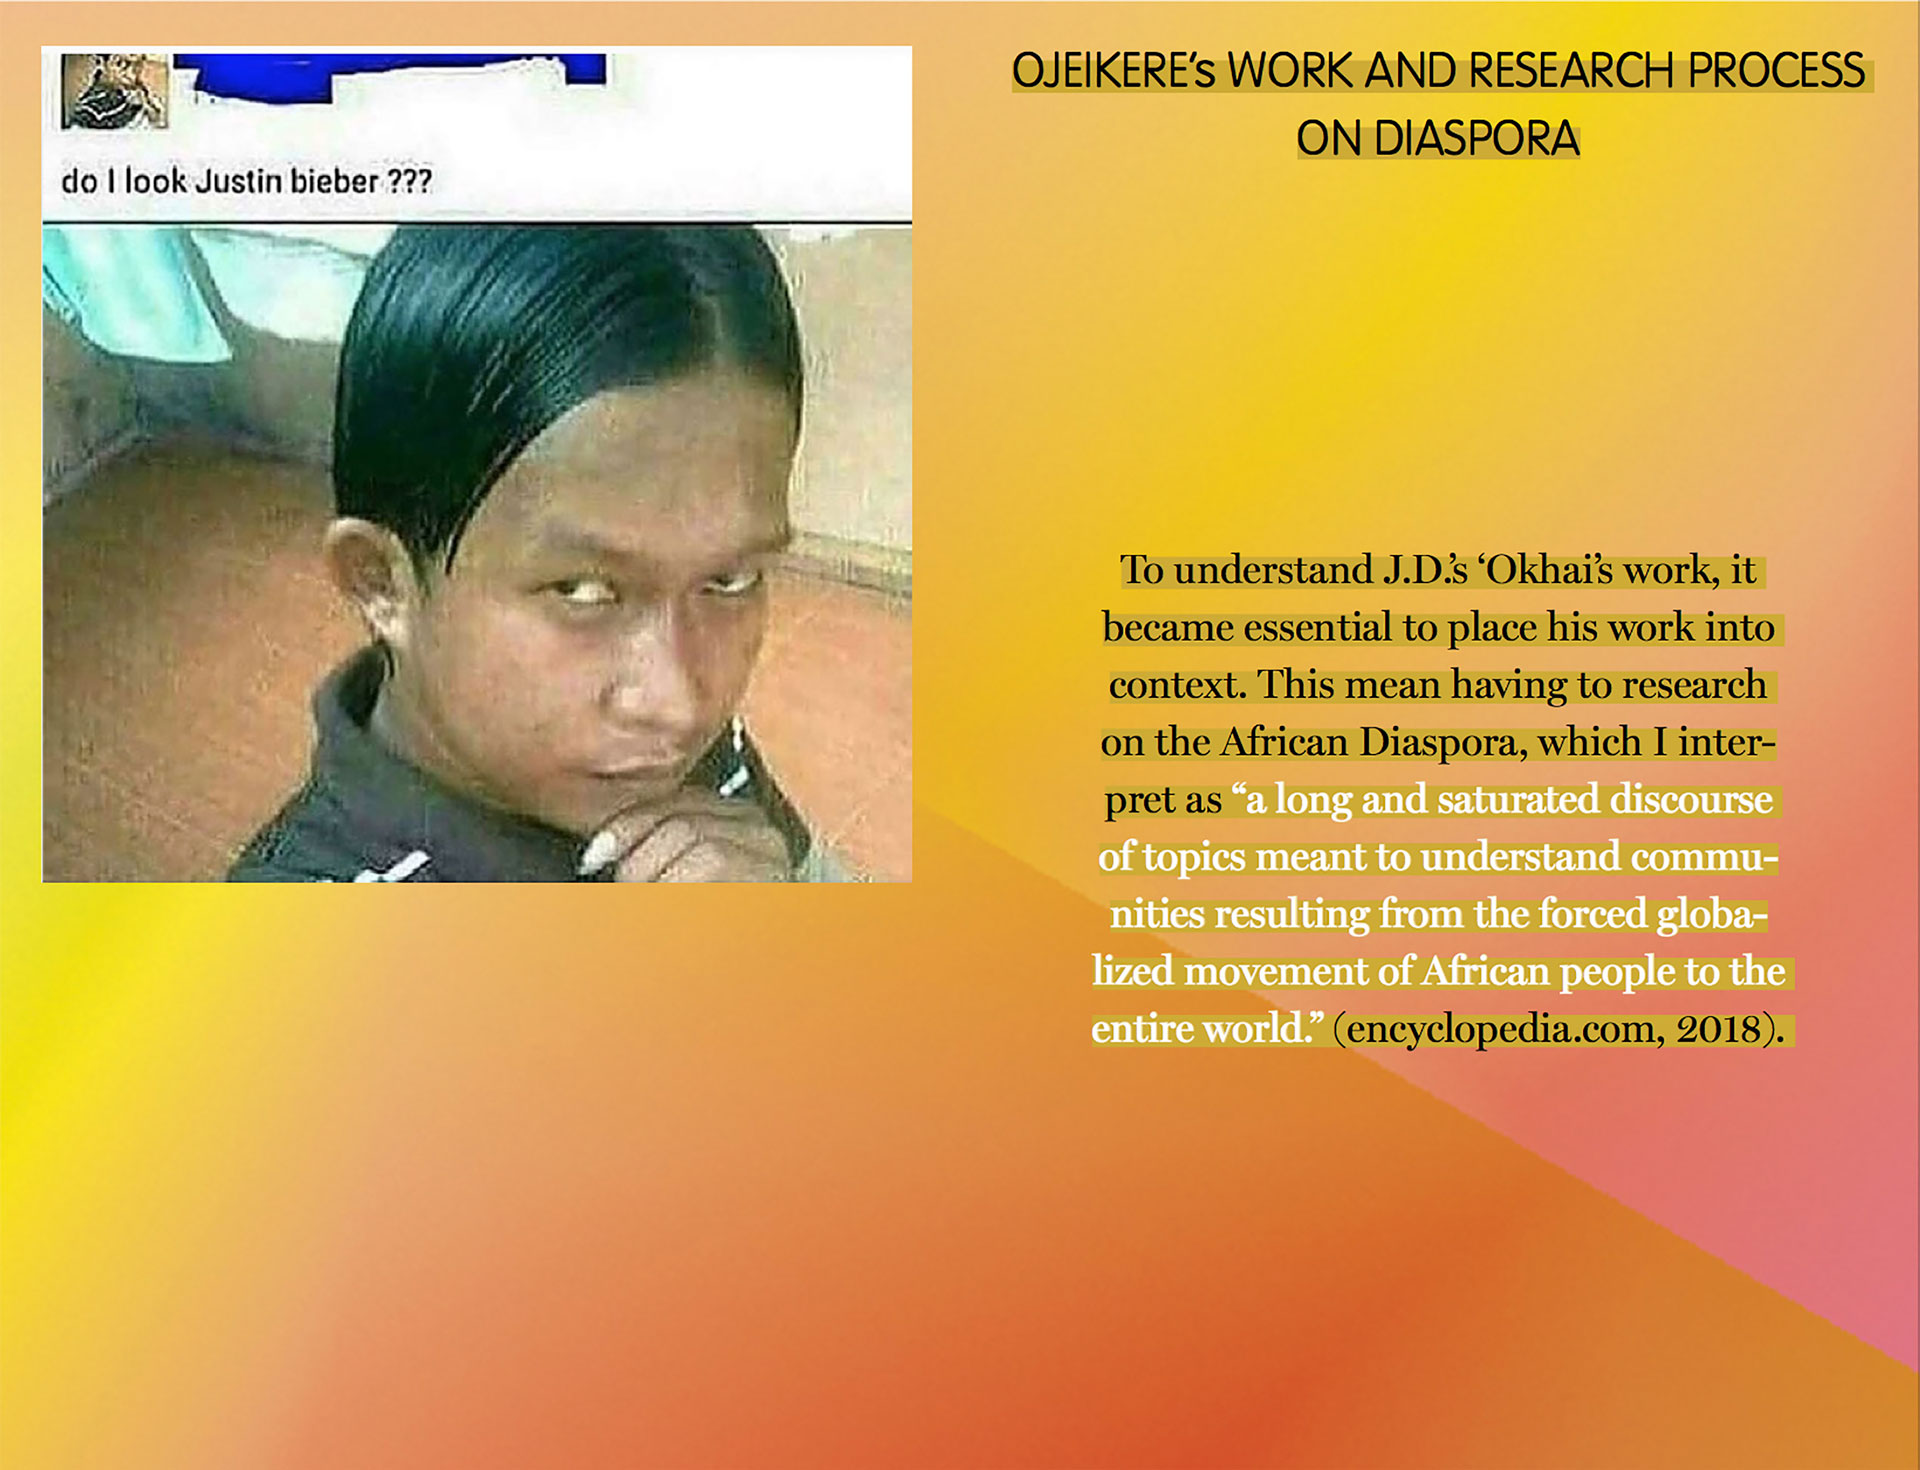 do I look Justin bieber ???
OJEIKERE’s WORK AND RESEARCH PROCESS
ON DIASPORA
To understand J.D.’s ‘Okhai’s work, it
became essential to place his work into
context. This mean having to research
on the African Diaspora, which I inter-
pret as “a long and saturated discourse
of topics meant to understand commu-
nities resulting from the forced globa-
lized movement of African people to the
entire world.” (encyclopedia.com, 2018).